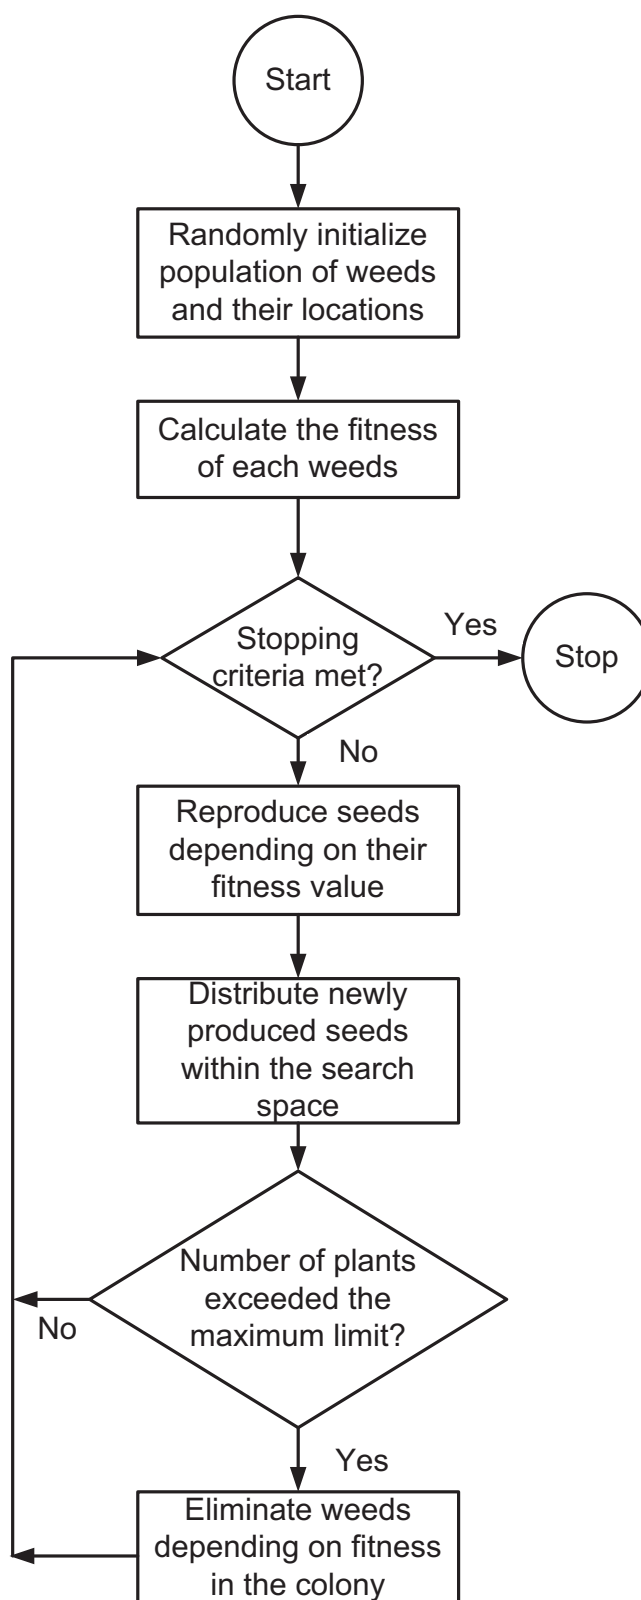 Start
Randomly initialize
population of weeds
and their locations
Calculate the fitness
of each weeds
Stopping
criteria met?
Yes
Stop
No
Reproduce seeds
depending on their
fitness value
Distribute newly
produced seeds
within the search
space
Number of plants
exceeded the
maximum limit?
No
Yes
Eliminate weeds
depending on fitness
in the colony